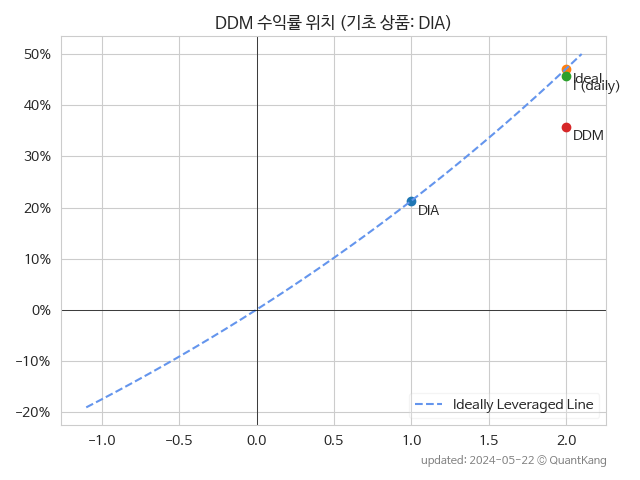 DDM 수익률 위치 (기초 상품: DIA)
50%
40%
30%
20%
10%
0%
−10%
−20%
Ideal
l (daily)
DDM
DIA
Ideally Leveraged Line
−1.0
−0.5
0.0
0.5
1.0
1.5
2.0
updated: 2024-05-22 © QuantKang